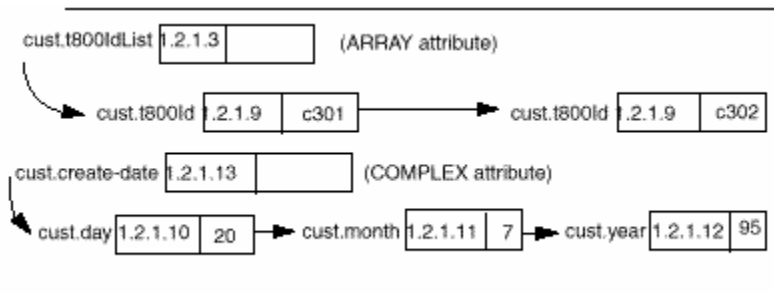 cust.t800IdList 1.2.1.3 (ARRAY attribute)
cust.t800Id 1.2.1.9 c301 cust.t800Id 1.2.1.9 c302
cust.create-date 1.2.1.13 (COMPLEX attribute)
cust.day 1.2.1.10 20 cust.month 1.2.1.11 7 cust.year 1.2.1.12 95